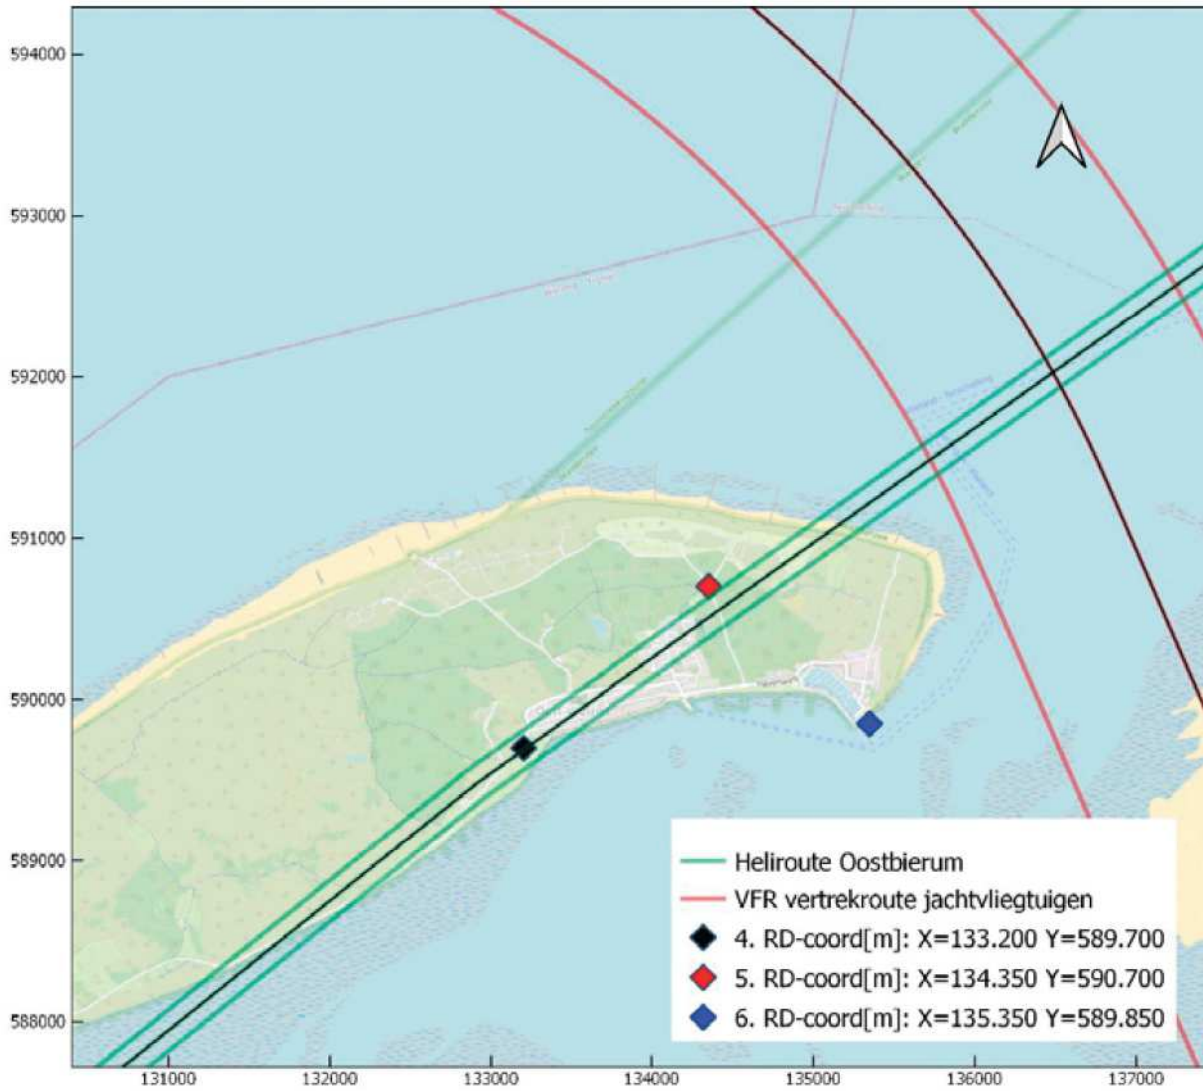 594000
593000
592000
591000
590000
589000
588000
Heliroute Oostbierum
VFR vertrekroute jachtvliegtuigen
4. RD-coord[m]: X=133.200 Y=589.700
5. RD-coord[m]: X=134.350 Y=590.700
6. RD-coord[m]: X=135.350 Y=589.850
131000
132000
133000
134000
135000
136000
137000